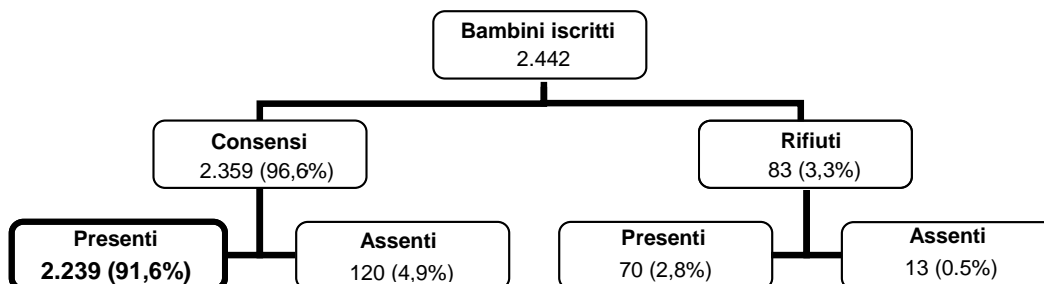 Bambini iscritti
2.442
Consensi
2.359 (96,6%)
Rifiuti
83 (3,3%)
Presenti
2.239 (91,6%)
Assenti
120 (4,9%)
Presenti
70 (2,8%)
Assenti
13 (0.5%)